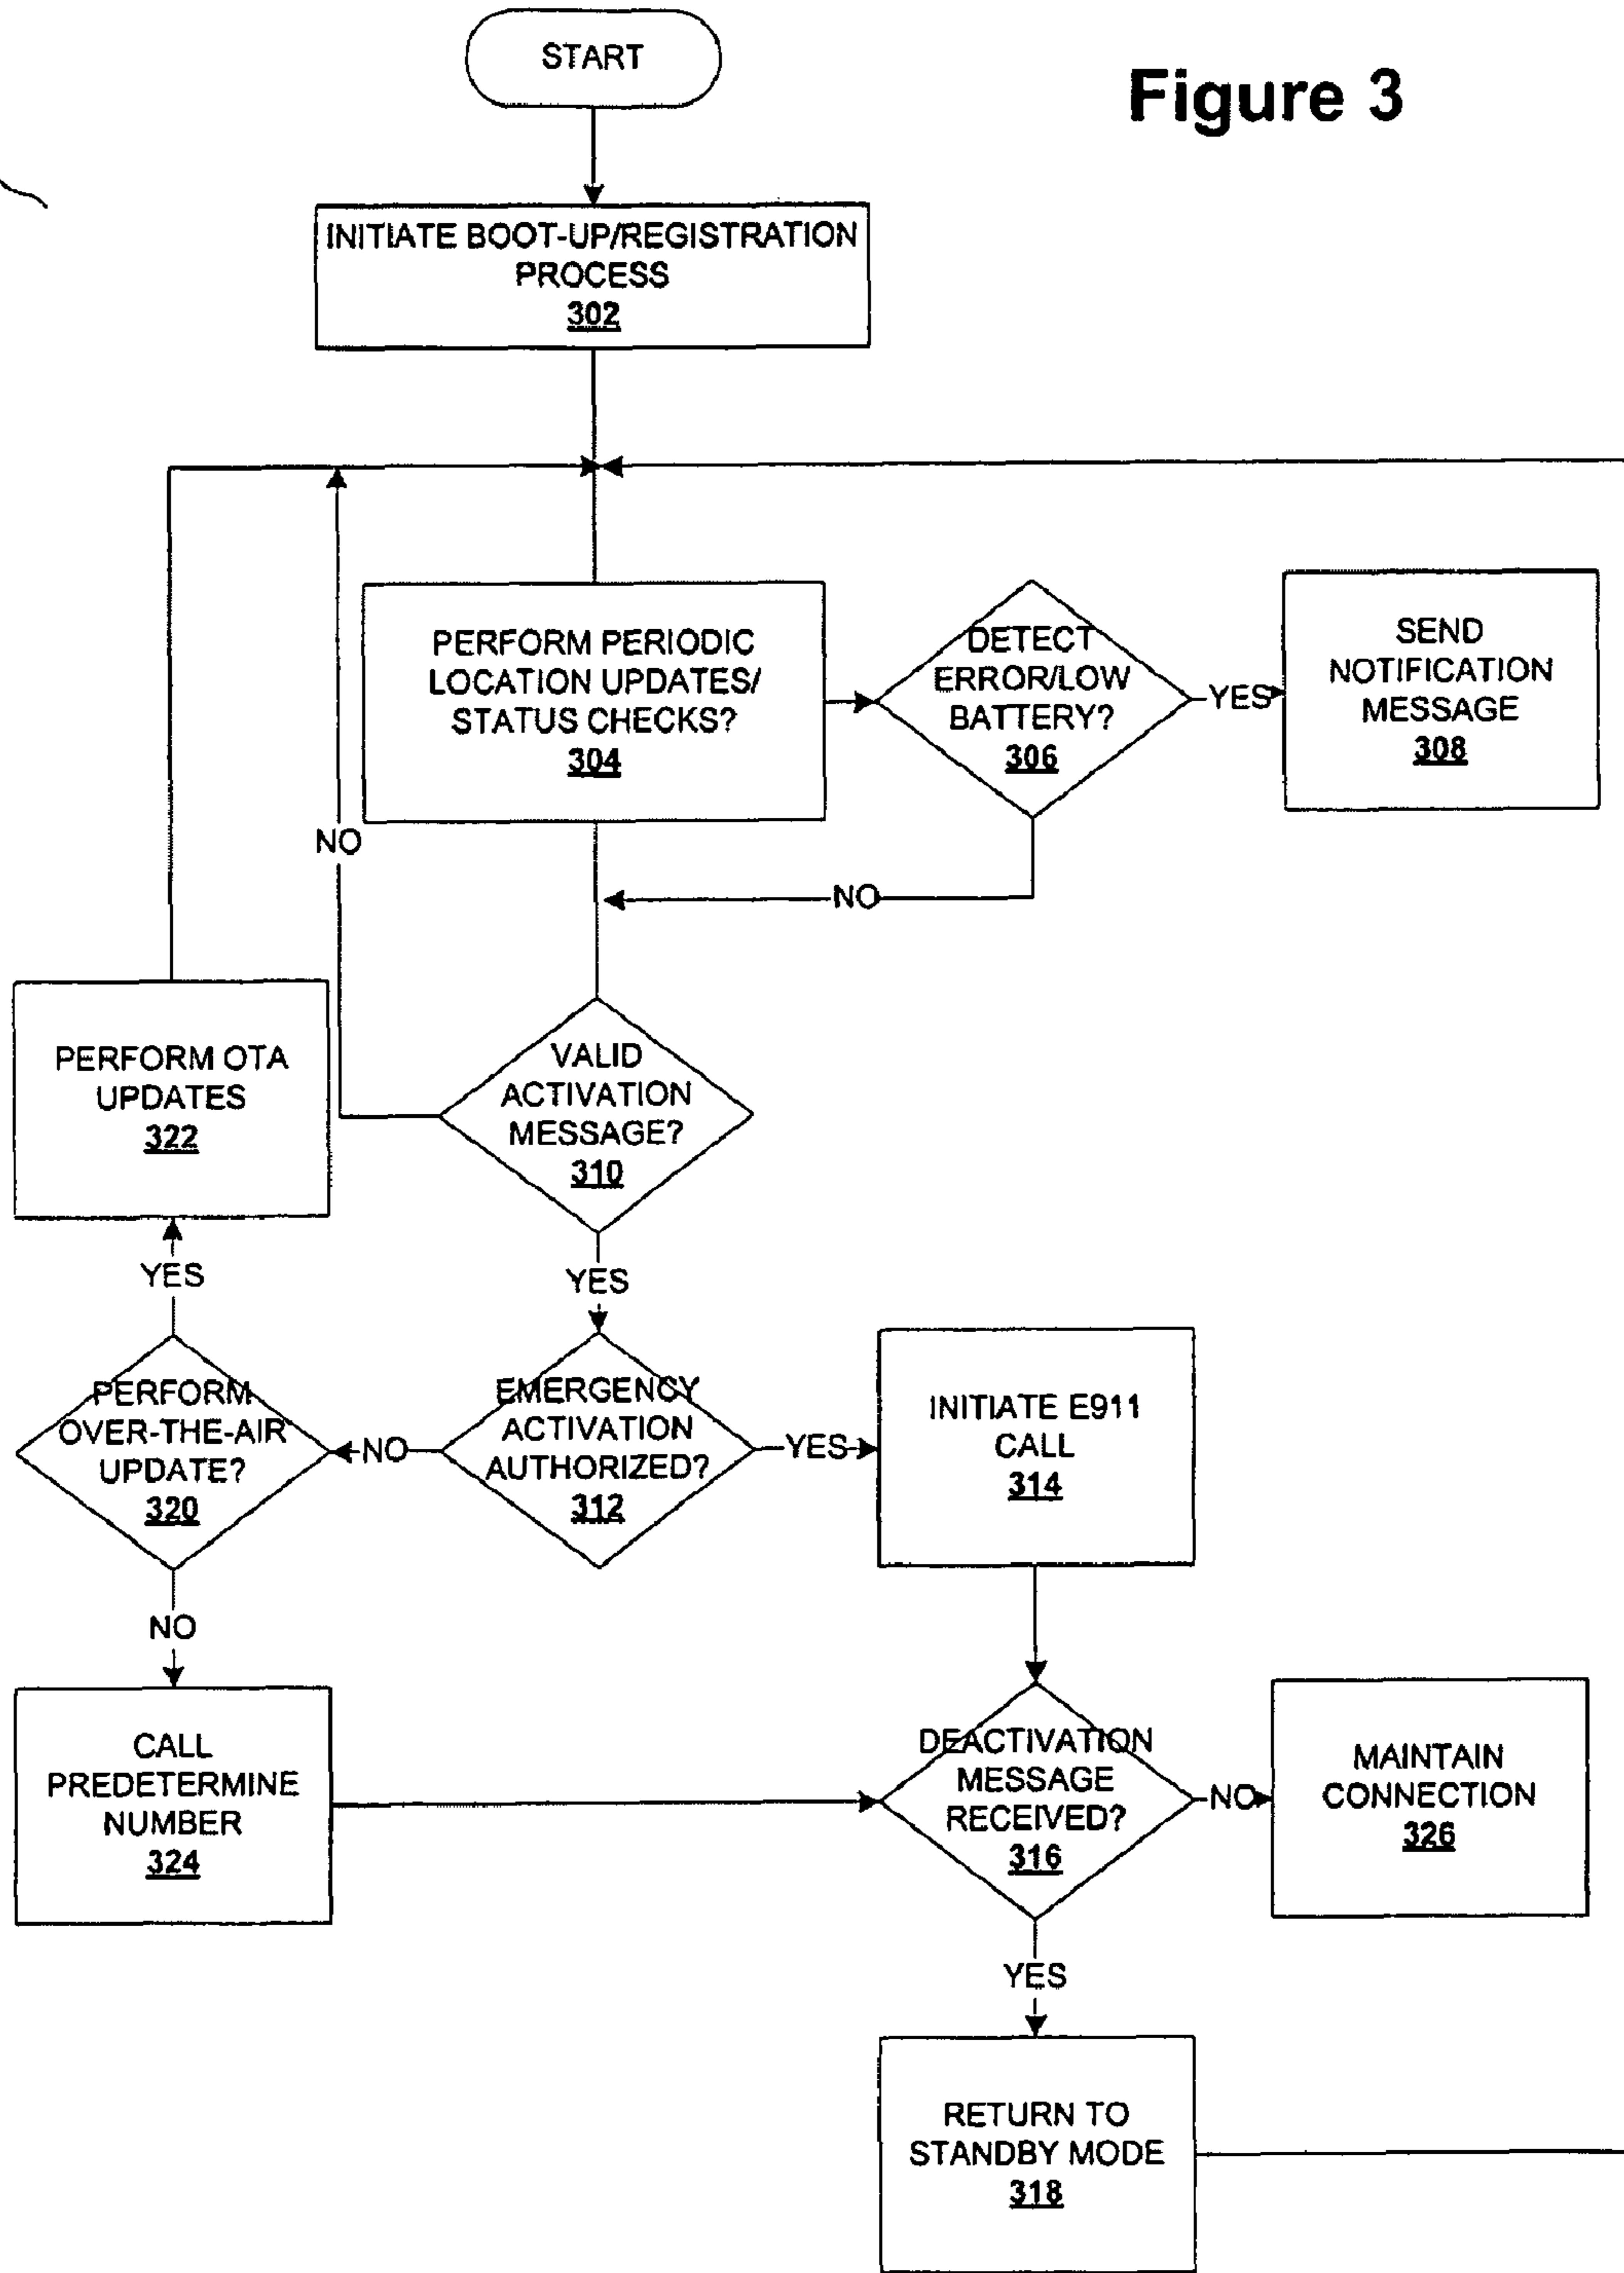 START
Figure 3
INITIATE BOOT-UP/REGISTRATION
PROCESS
302
PERFORM PERIODIC
LOCATION UPDATES/
STATUS CHECKS?
304
DETECT
ERROR/LOW
BATTERY?
306
YES
SEND
NOTIFICATION
MESSAGE
308
NO
NO
PERFORM OTA
UPDATES
322
VALID
ACTIVATION
MESSAGE?
310
YES
YES
PERFORM
OVER-THE-AIR
UPDATE?
320
NO
EMERGENCY
ACTIVATION
AUTHORIZED?
312
YES
INITIATE E911
CALL
314
NO
CALL
PREDETERMINE
NUMBER
324
DEACTIVATION
MESSAGE
RECEIVED?
316
NO
MAINTAIN
CONNECTION
326
YES
RETURN TO
STANDBY MODE
318